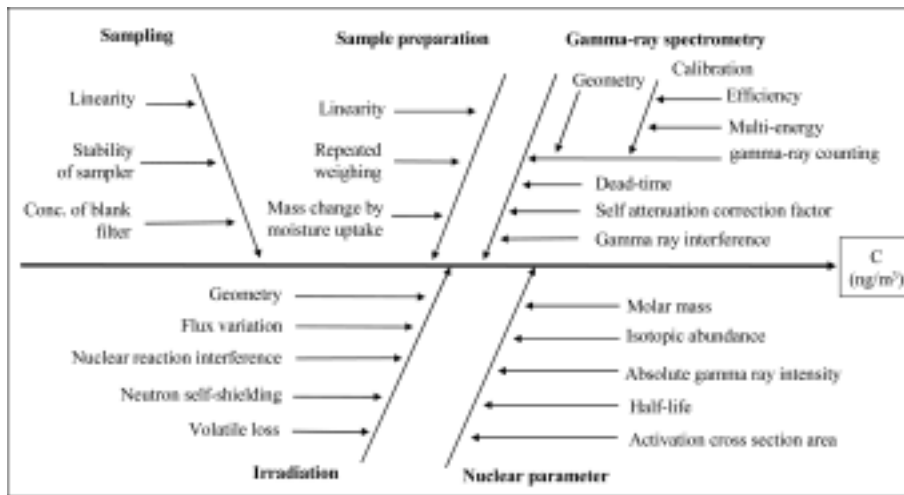 Sampling
Sample preparation
Gamma-ray spectrometry
Linearity
Stability
of sampler
Conc. of blank
filter
Linearity
Repeated
weighing
Mass change by
moisture uptake
Geometry
Calibration
Efficiency
Multi-energy
gamma-ray counting
Dead-time
Self attenuation correction factor
Gamma ray interference
C
(ng/m³)
Geometry
Flux variation
Nuclear reaction interference
Neutron self-shielding
Volatile loss
Irradiation
Molar mass
Isotopic abundance
Absolute gamma ray intensity
Half-life
Activation cross section area
Nuclear parameter